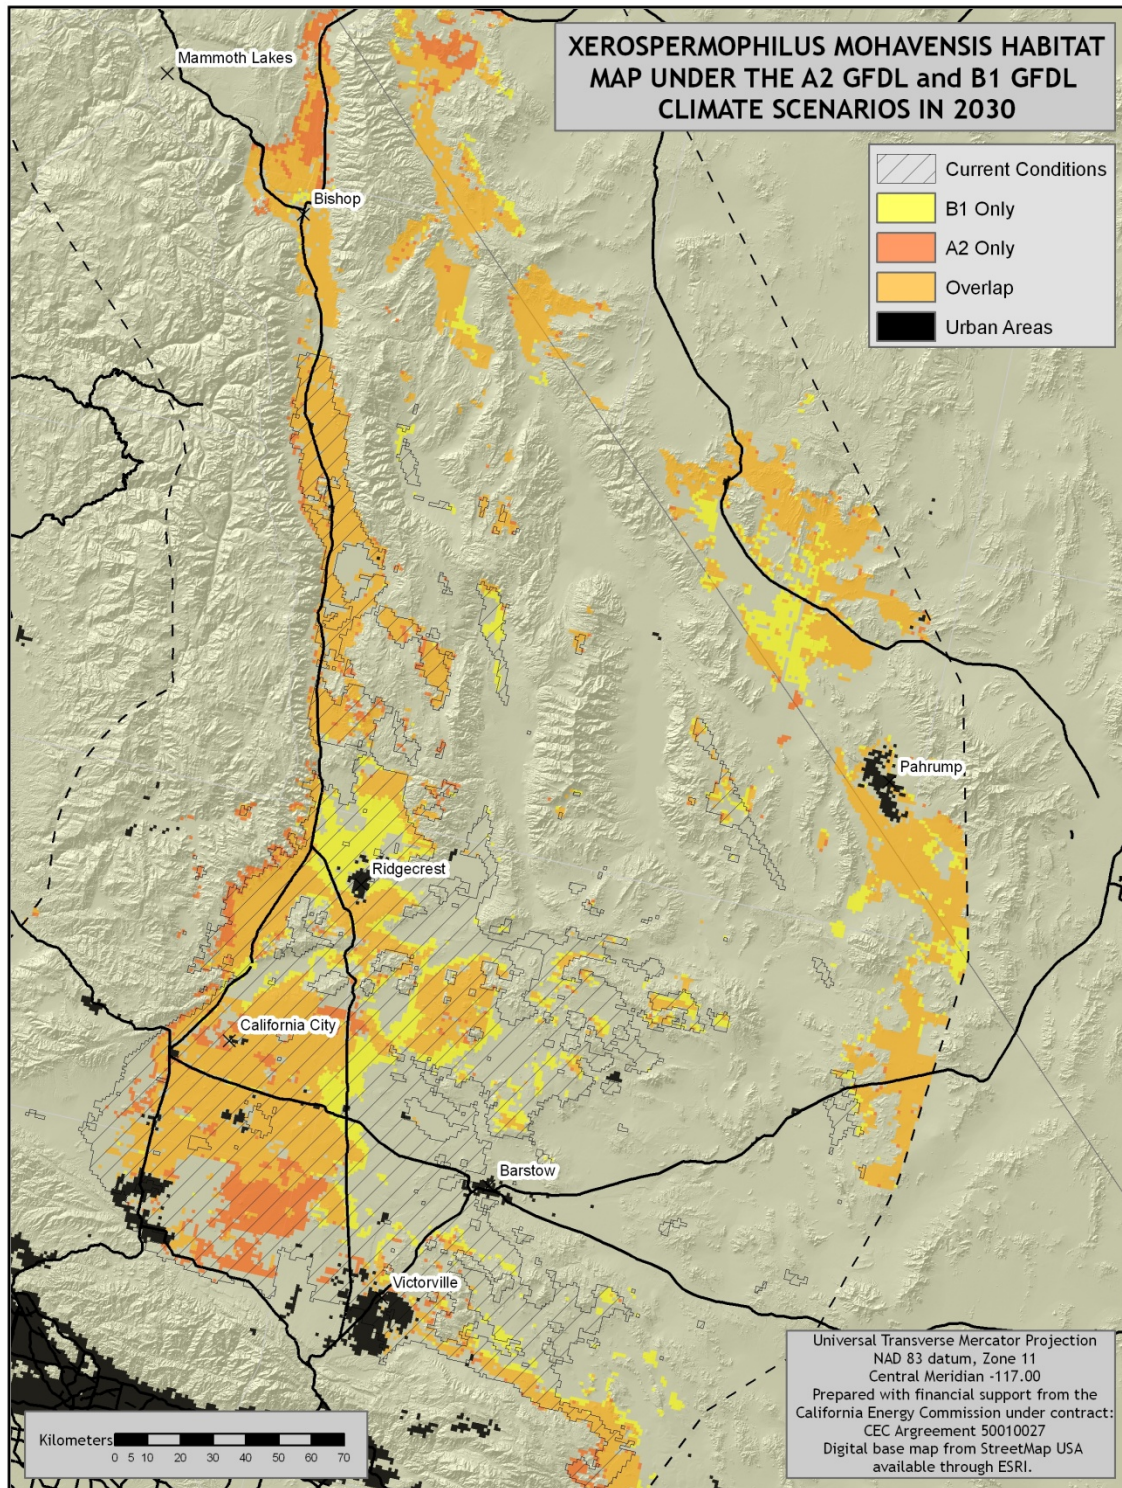 XEROSPERMOPHILUS MOHAVENSIS HABITAT
MAP UNDER THE A2 GFDL and B1 GFDL
CLIMATE SCENARIOS IN 2030
Current Conditions
B1 Only
A2 Only
Overlap
Urban Areas
Mammoth Lakes
Bishop
Pahrump
Ridgecrest
California City
Barstow
Victorville
Kilometers
0 5 10 20 30 40 50 60 70
Universal Transverse Mercator Projection
NAD 83 datum, Zone 11
Central Meridian -117.00
Prepared with financial support from the
California Energy Commission under contract:
CEC Argreement 50010027
Digital base map from StreetMap USA
available through ESRI.